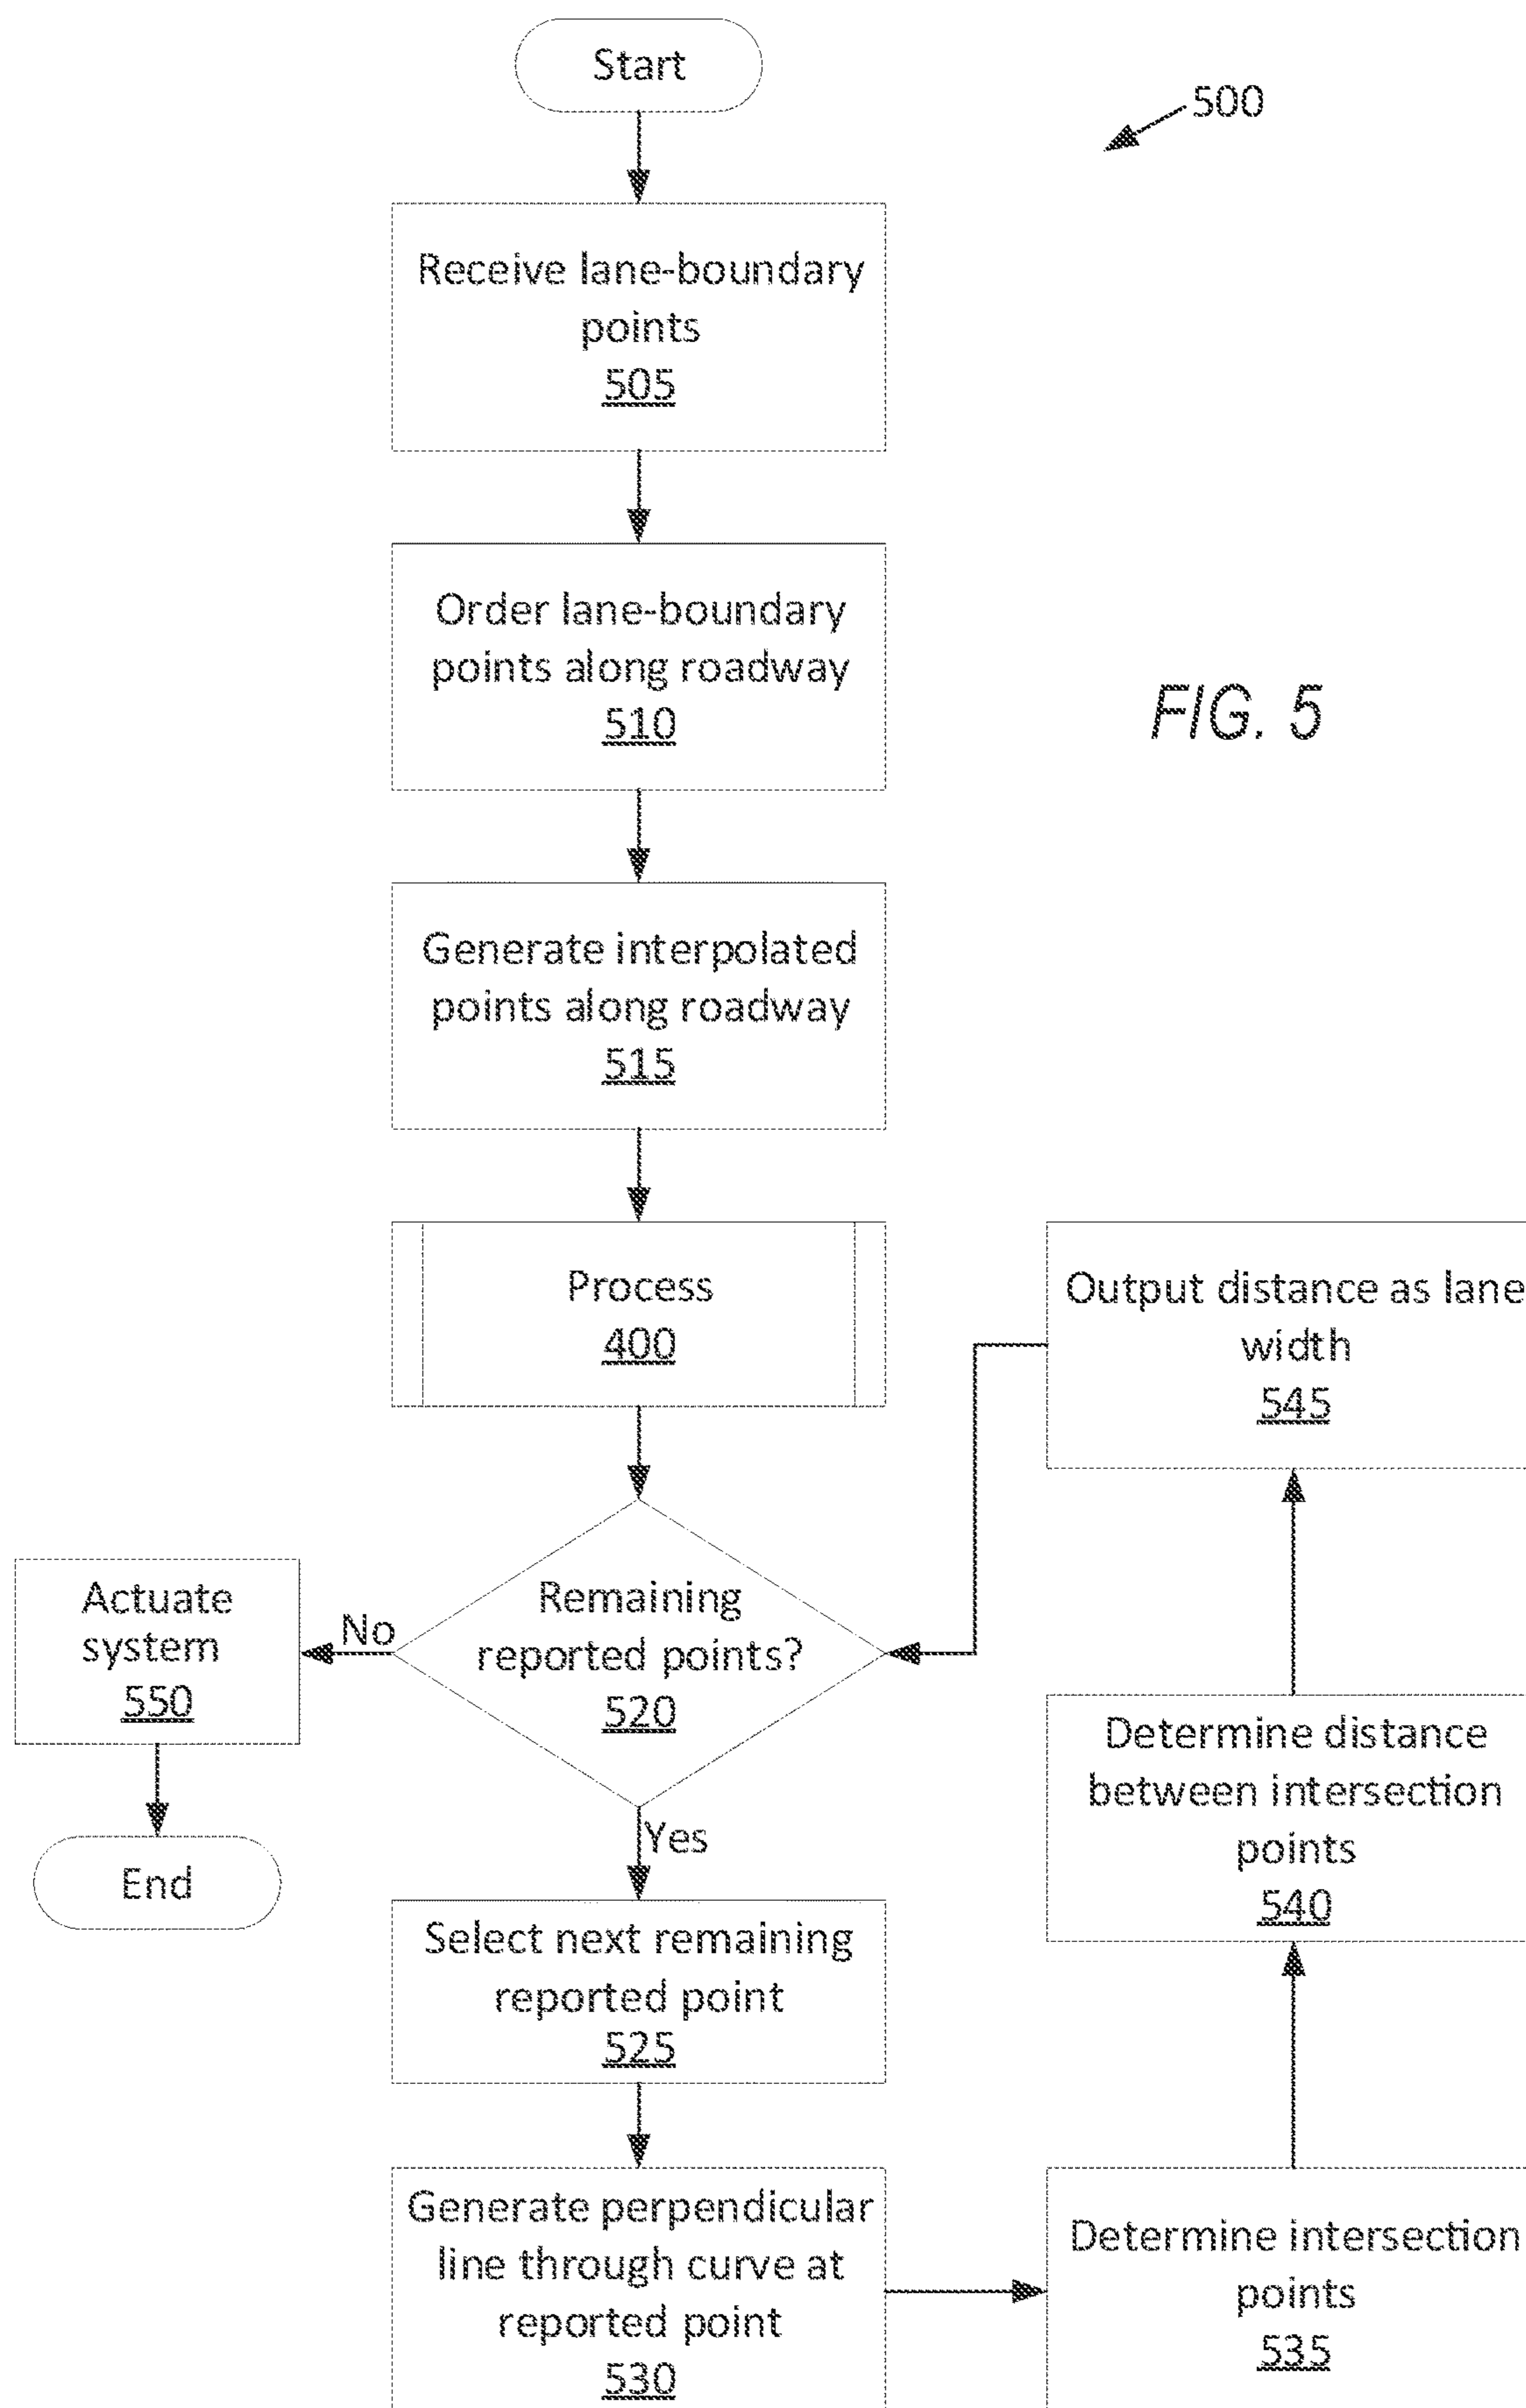 Start
500
Receive lane-boundary
points
505
Order lane-boundary
points along roadway
510
FIG. 5
Generate interpolated
points along roadway
515
Process
400
Output distance as lane
width
545
Remaining
reported points?
520
No
Actuate
system
550
End
Yes
Determine distance
between intersection
points
540
Select next remaining
reported point
525
Generate perpendicular
line through curve at
reported point
530
Determine intersection
points
535